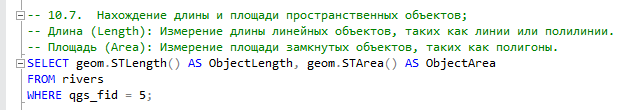 -- 10.7.  Нахождение длины и площади пространственных объектов;
-- Длина (Length): Измерение длины линейных объектов, таких как линии или полилинии.
-- Площадь (Area): Измерение площади замкнутых объектов, таких как полигоны.
SELECT geom.STLength() AS ObjectLength, geom.STArea() AS ObjectArea
FROM rivers
WHERE qgs_fid = 5;